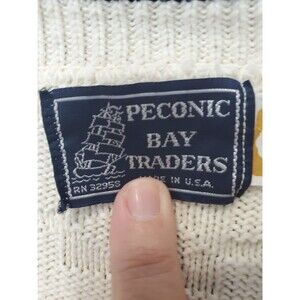 PECONIC
BAY
TRADERS
RN 32958 MADE IN U.S.A.